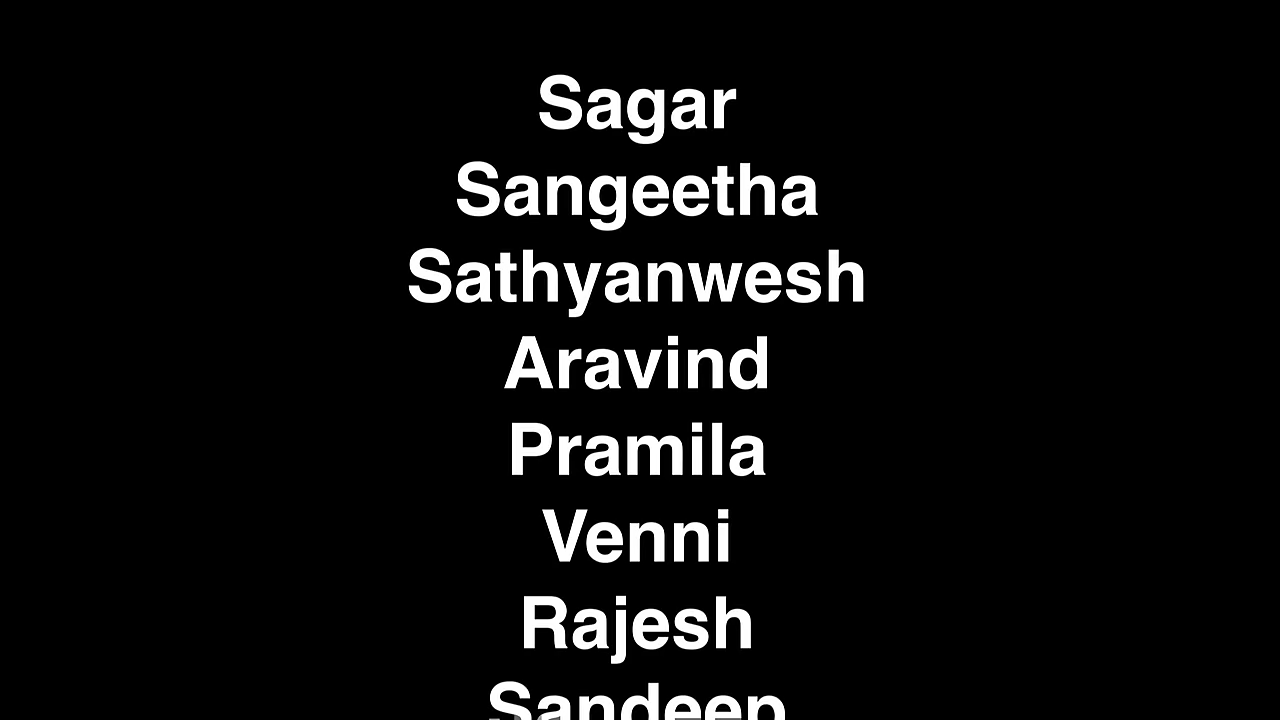 Sagar
Sangeetha
Sathyanwesh
Aravind
Pramila
Venni
Rajesh
Sandeep